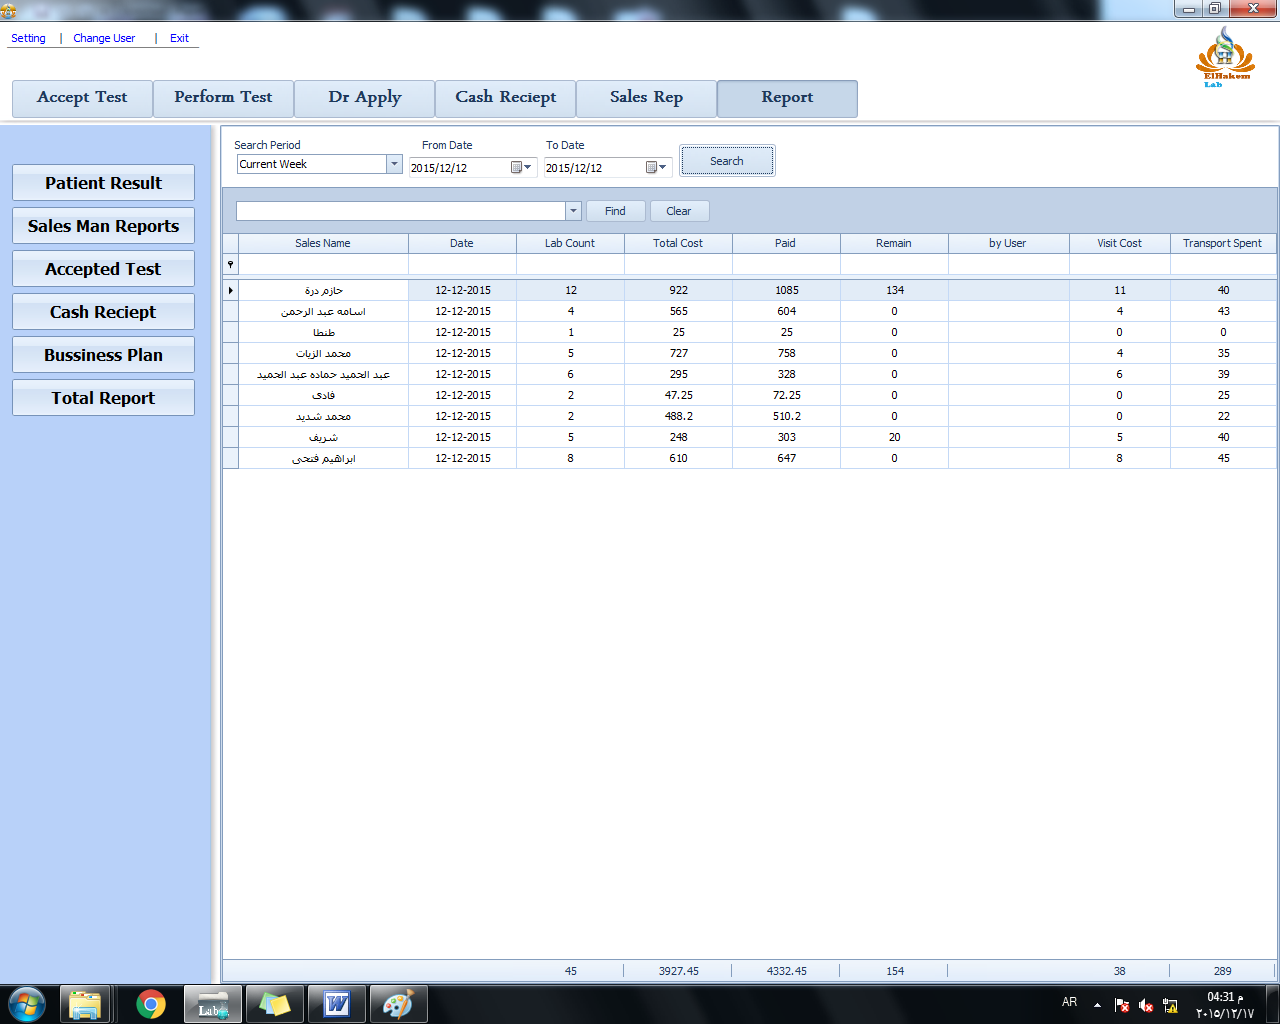 Setting | Change User | Exit
ElHakem
Lab
Accept Test Perform Test Dr Apply Cash Reciept Sales Rep Report
Search Period From Date To Date
Current Week 2015/12/12 2015/12/12 Search
Find Clear
Patient Result
Sales Man Reports
Accepted Test
Cash Reciept
Bussiness Plan
Total Report
Sales Name Date Lab Count Total Cost Paid Remain by User Visit Cost Transport Spent
حازم درة 12-12-2015 12 922 1085 134 11 40
اسامه عبد الرحمن 12-12-2015 4 565 604 0 4 43
طنطا 12-12-2015 1 25 25 0 0 0
محمد الزيات 12-12-2015 5 727 758 0 4 35
عبد الحميد حماده عبد الحميد 12-12-2015 6 295 328 0 6 39
فادى 12-12-2015 2 47.25 72.25 0 0 25
محمد شديد 12-12-2015 2 488.2 510.2 0 0 22
شريف 12-12-2015 5 248 303 20 5 40
ابراهيم فتحى 12-12-2015 8 610 647 0 8 45
45 3927.45 4332.45 154 38 289
Lab
AR
04:31 م
٢٠١٥/١٢/١٧